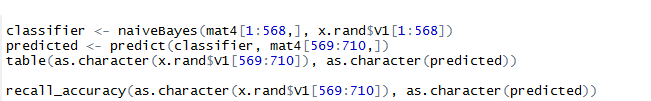 classifier <- naiveBayes(mat4[1:568,], x.rand$V1[1:568])
predicted <- predict(classifier, mat4[569:710,])
table(as.character(x.rand$V1[569:710]), as.character(predicted))
recall_accuracy(as.character(x.rand$V1[569:710]), as.character(predicted))